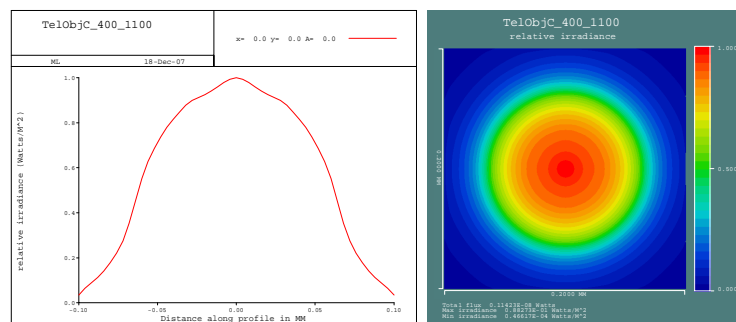 TelObjC_400_1100
x= 0.0 y= 0.0 A= 0.0
ML 18-Dec-07
relative irradiance (Watts/M^2)
1.0
0.8
0.6
0.4
0.2
0.0
-0.10 -0.05 0.00 0.05 0.10
Distance along profile in MM
TelObjC_400_1100
relative irradiance
1.000
0.500
0.000
0.2000 MM
Total flux 0.11423E-08 Watts
Max irradiance 0.88273E-01 Watts/M^2
Min irradiance 0.46617E-04 Watts/M^2